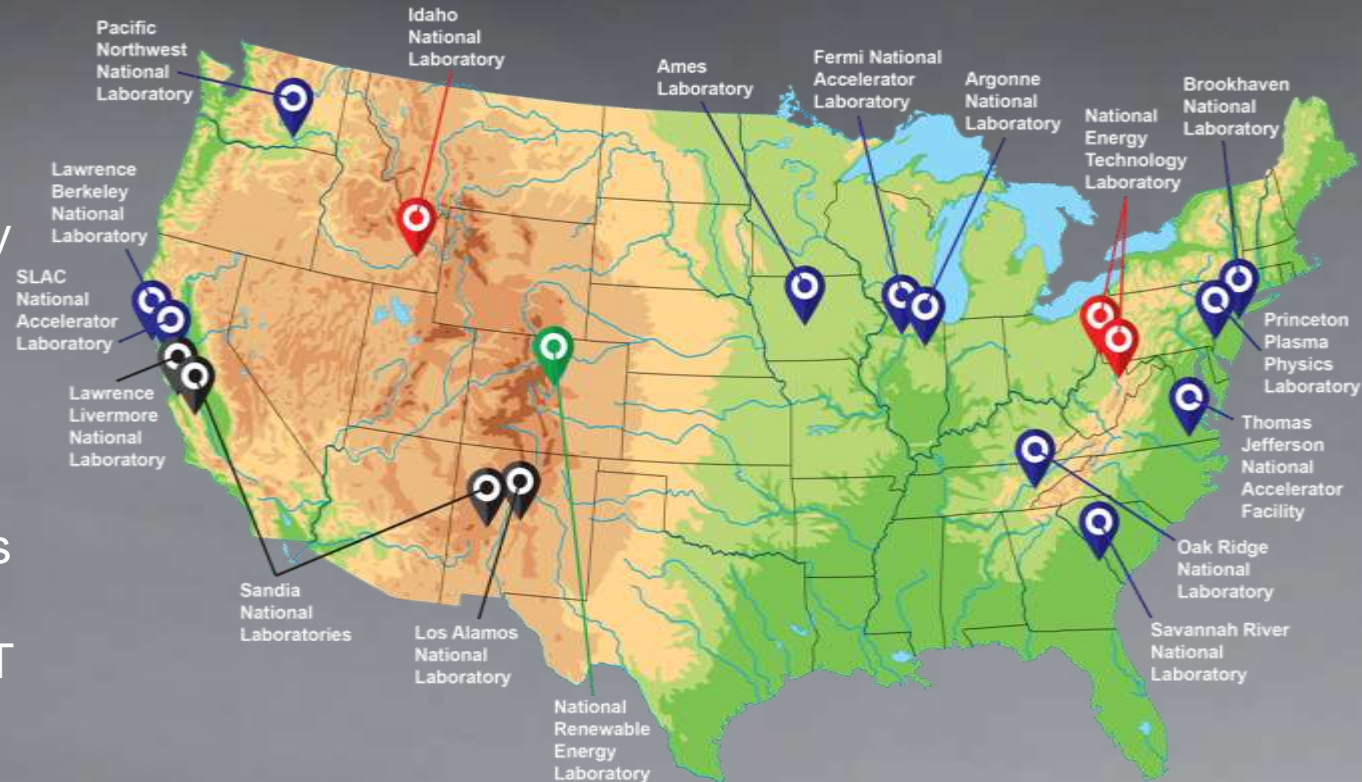 Pacific
Northwest
National
Laboratory
Idaho
National
Laboratory
Ames
Laboratory
Fermi National
Accelerator
Laboratory
Argonne
National
Laboratory
National
Energy
Technology
Laboratory
Brookhaven
National
Laboratory
Lawrence
Berkeley
National
Laboratory
y
SLAC
National
Accelerator
Laboratory
Lawrence
Livermore
National
Laboratory
s
T
Sandia
National
Laboratories
Los Alamos
National
Laboratory
National
Renewable
Energy
Laboratory
Princeton
Plasma
Physics
Laboratory
Thomas
Jefferson
National
Accelerator
Facility
Oak Ridge
National
Laboratory
Savannah River
National
Laboratory